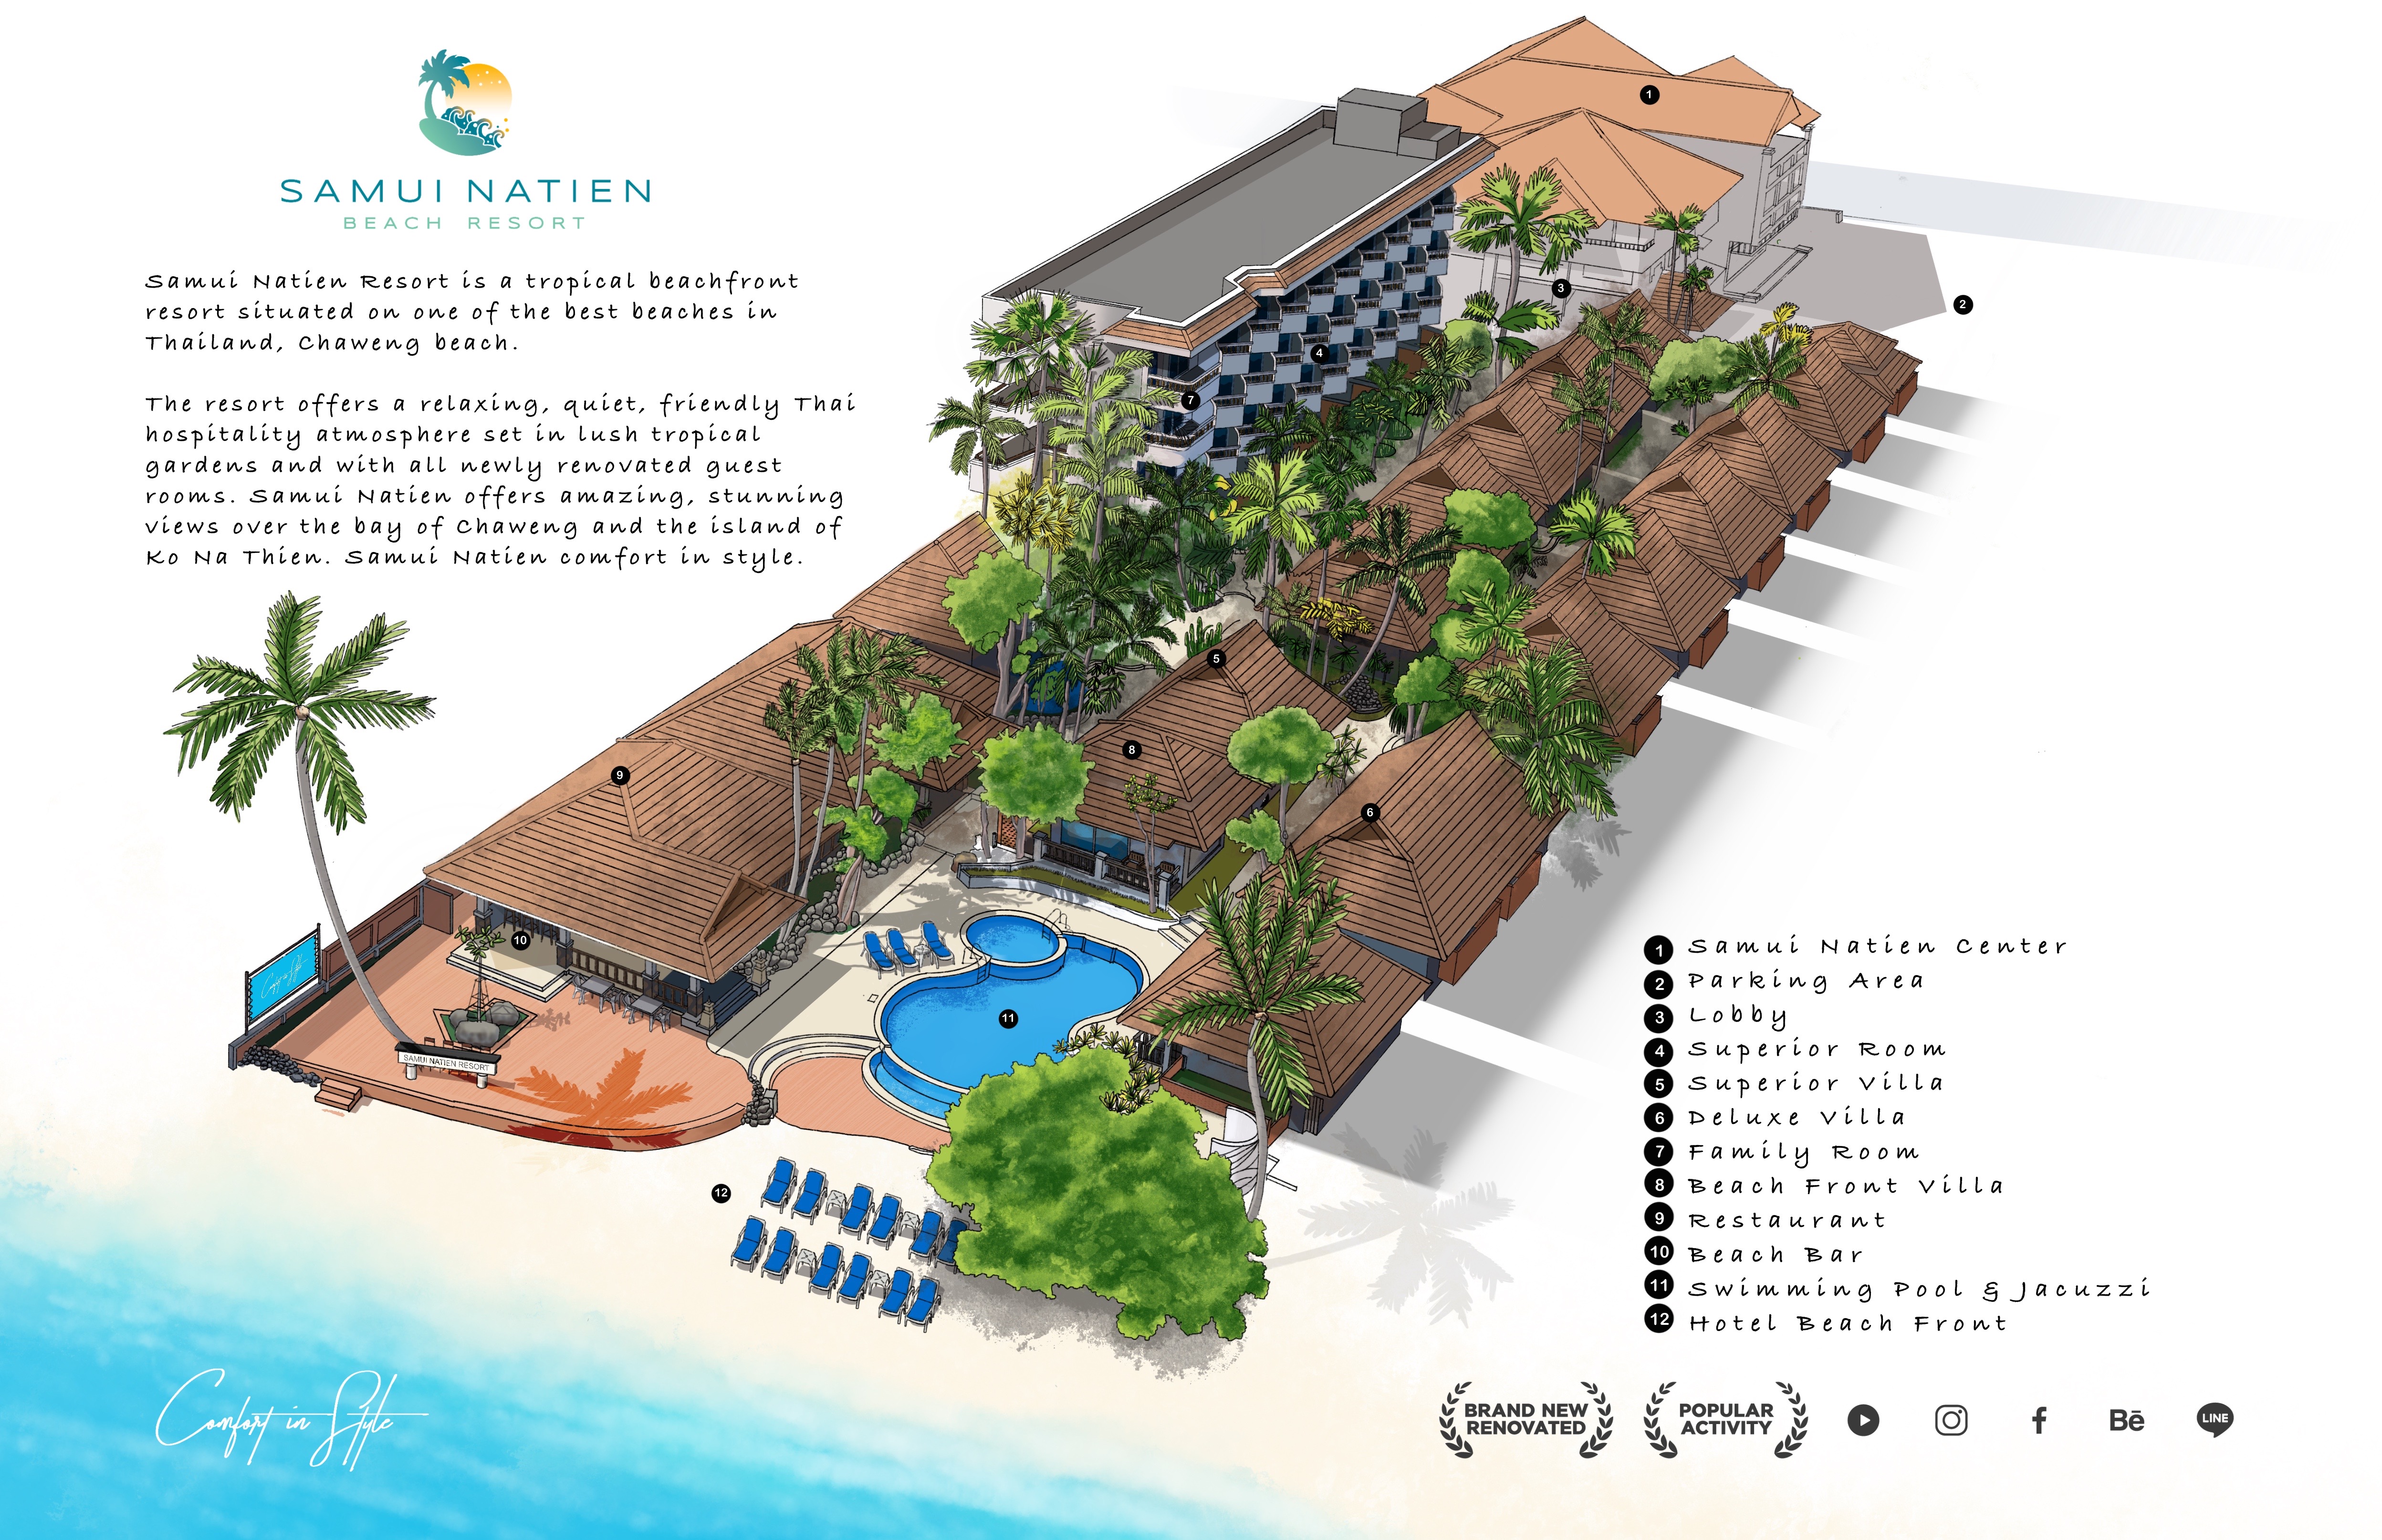 SAMUI NATIEN
BEACH RESORT
Samui Natien Resort is a tropical beachfront
resort situated on one of the best beaches in
Thailand, Chaweng beach.
The resort offers a relaxing, quiet, friendly Thai
hospitality atmosphere set in lush tropical
gardens and with all newly renovated guest
rooms. Samui Natien offers amazing, stunning
views over the bay of Chaweng and the island of
Ko Na Thien. Samui Natien comfort in style.
1
2
3
4
7
5
8
9
6
10
11
12
Comfort in Style
SAMUI NATIEN RESORT
1 Samui Natien Center
2 Parking Area
3 Lobby
4 Superior Room
5 Superior Villa
6 Deluxe Villa
7 Family Room
8 Beach Front Villa
9 Restaurant
10 Beach Bar
11 Swimming Pool & Jacuzzi
12 Hotel Beach Front
Comfort in Style
BRAND NEW
RENOVATED
POPULAR
ACTIVITY
f
Bē
LINE